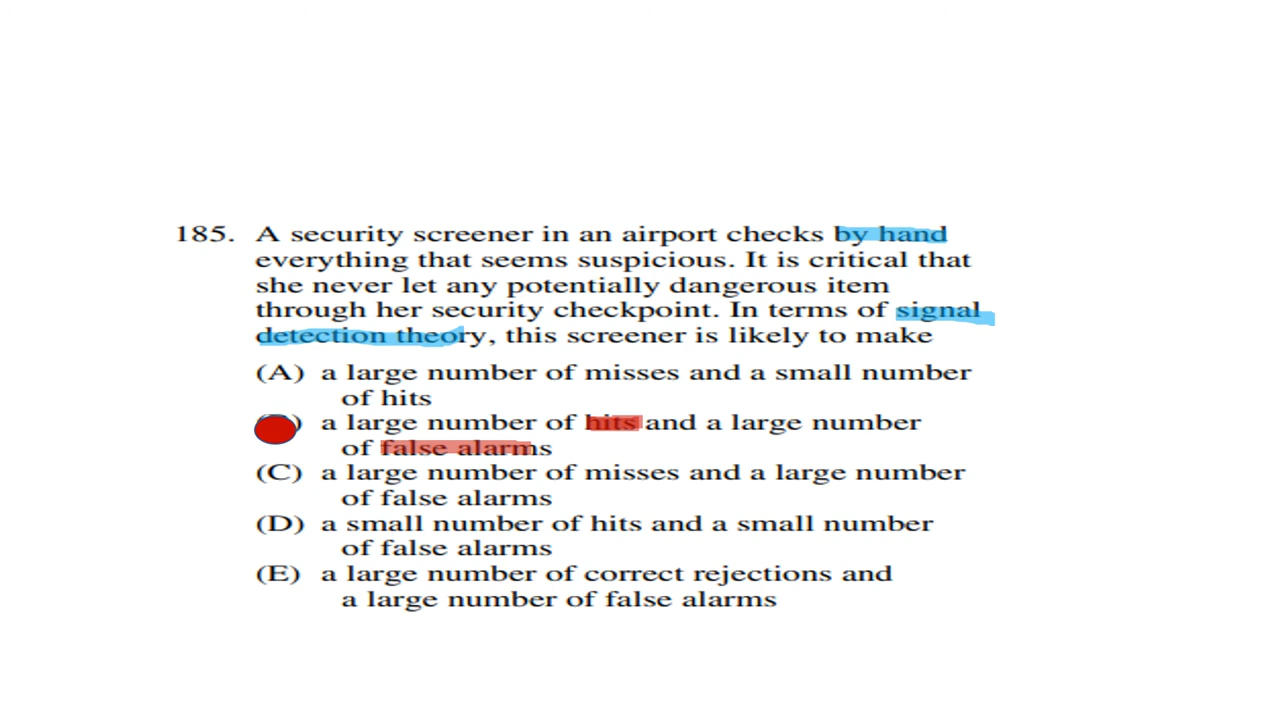 185. A security screener in an airport checks by hand
everything that seems suspicious. It is critical that
she never let any potentially dangerous item
through her security checkpoint. In terms of signal
detection theory, this screener is likely to make
(A) a large number of misses and a small number
of hits
) a large number of hits and a large number
of false alarms
(C) a large number of misses and a large number
of false alarms
(D) a small number of hits and a small number
of false alarms
(E) a large number of correct rejections and
a large number of false alarms